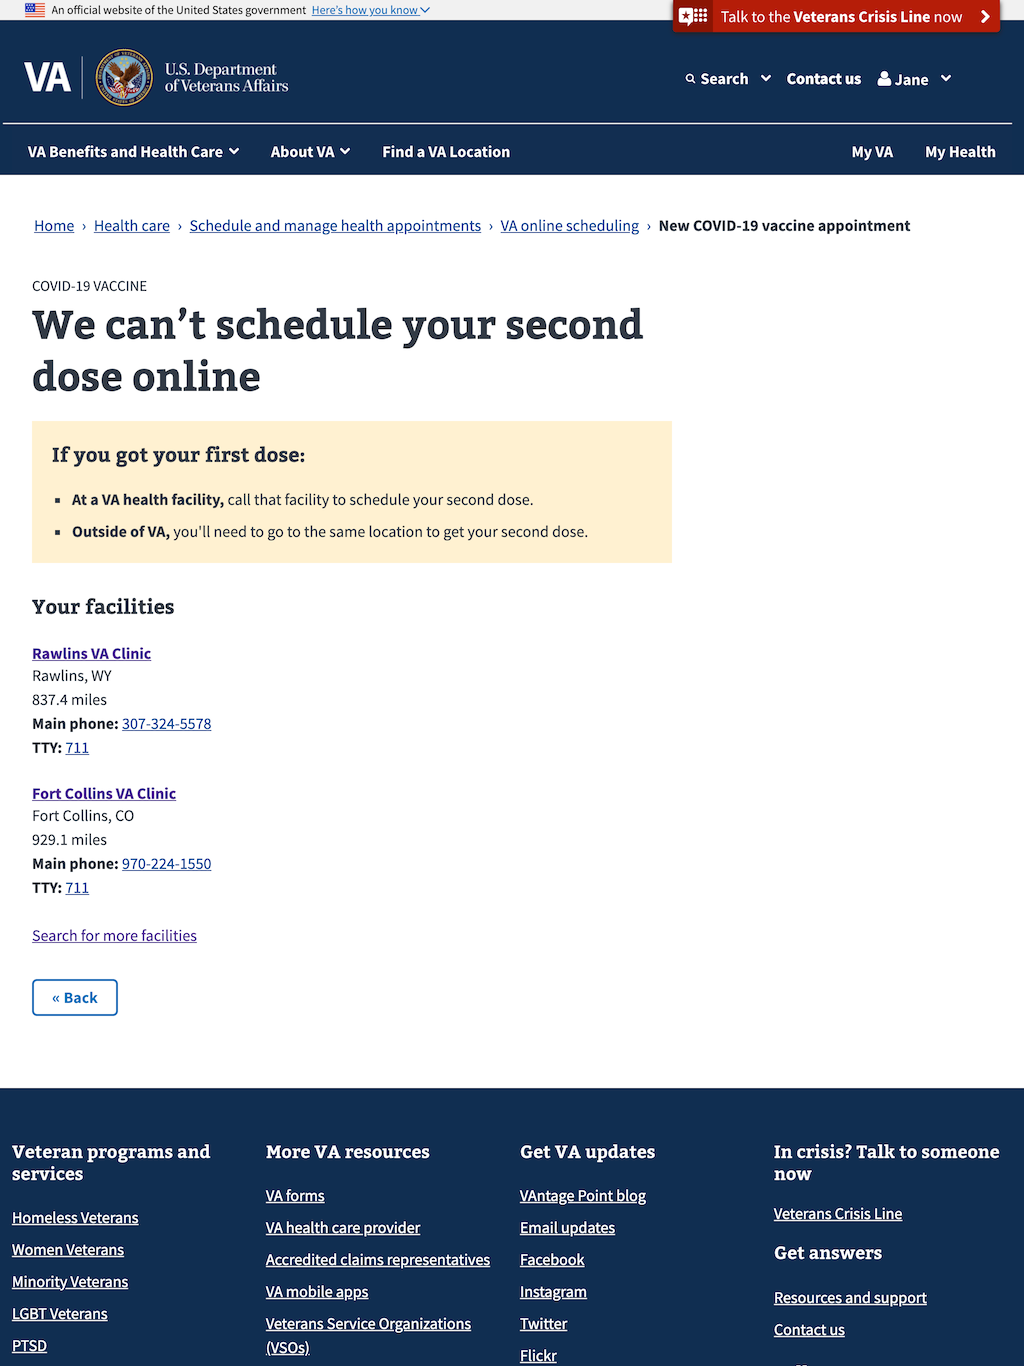 An official website of the United States government Here's how you know
Talk to the Veterans Crisis Line now
VA
U.S. Department
of Veterans Affairs
Search
Contact us
Jane
VA Benefits and Health Care
About VA
Find a VA Location
My VA
My Health
Home › Health care › Schedule and manage health appointments › VA online scheduling › New COVID-19 vaccine appointment
COVID-19 VACCINE
We can’t schedule your second
dose online
If you got your first dose:
▪ At a VA health facility, call that facility to schedule your second dose.
▪ Outside of VA, you'll need to go to the same location to get your second dose.
Your facilities
Rawlins VA Clinic
Rawlins, WY
837.4 miles
Main phone: 307-324-5578
TTY: 711
Fort Collins VA Clinic
Fort Collins, CO
929.1 miles
Main phone: 970-224-1550
TTY: 711
Search for more facilities
« Back
Veteran programs and
services
Homeless Veterans
Women Veterans
Minority Veterans
LGBT Veterans
PTSD
More VA resources
VA forms
VA health care provider
Accredited claims representatives
VA mobile apps
Veterans Service Organizations
(VSOs)
Get VA updates
VAntage Point blog
Email updates
Facebook
Instagram
Twitter
Flickr
In crisis? Talk to someone
now
Veterans Crisis Line
Get answers
Resources and support
Contact us